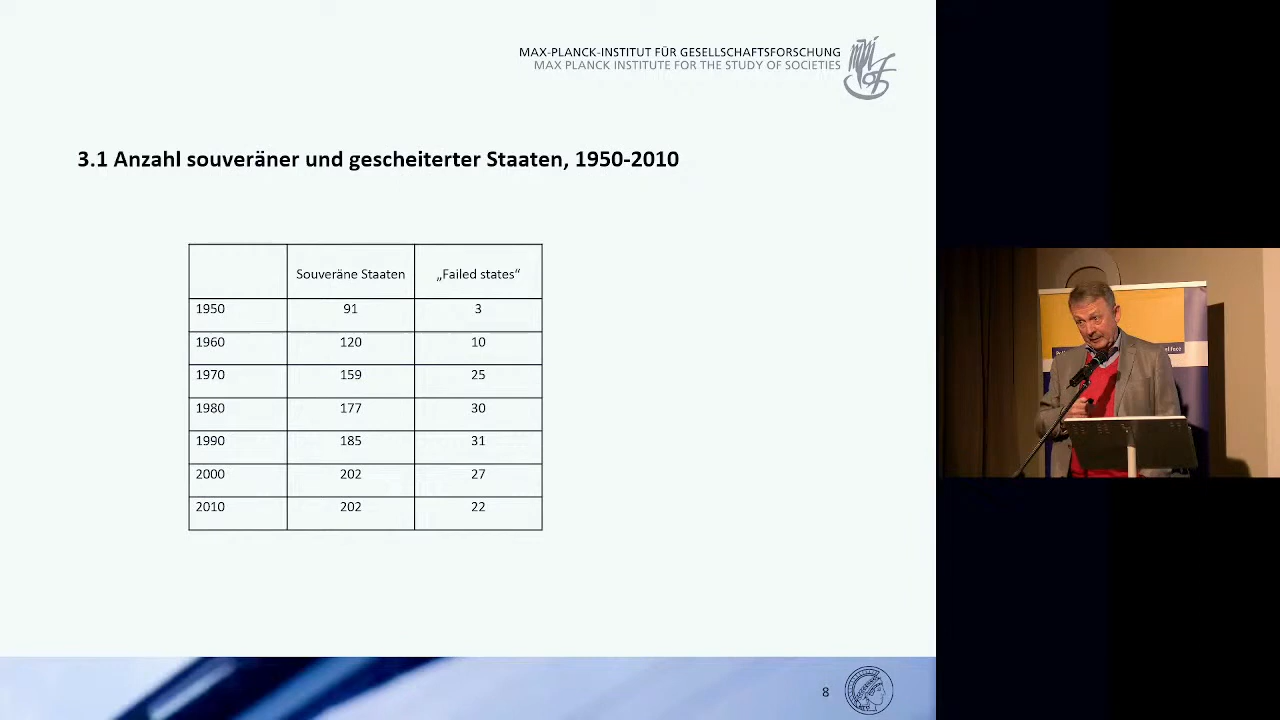 MAX-PLANCK-INSTITUT FÜR GESELLSCHAFTSFORSCHUNG
MAX PLANCK INSTITUTE FOR THE STUDY OF SOCIETIES
3.1 Anzahl souveräner und gescheiterter Staaten, 1950-2010
Souveräne Staaten „Failed states“
1950 91 3
1960 120 10
1970 159 25
1980 177 30
1990 185 31
2000 202 27
2010 202 22
8